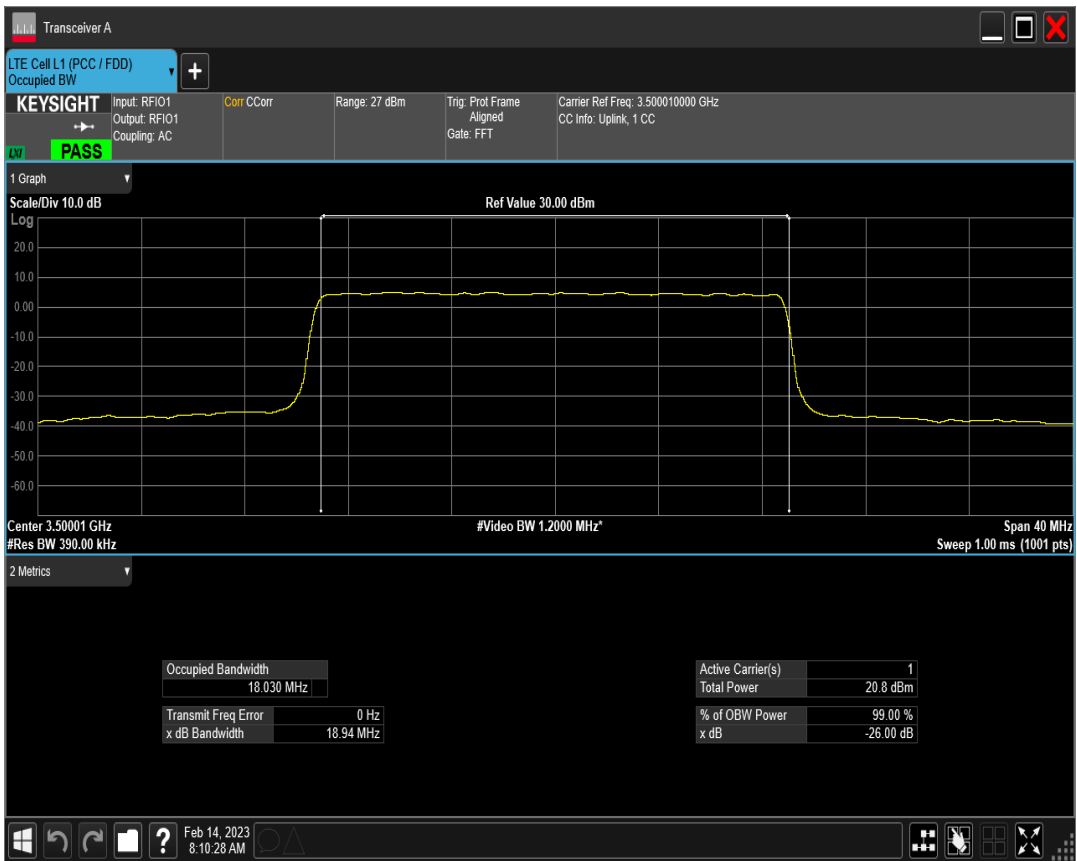 Transceiver A
LTE Cell L1 (PCC / FDD)
Occupied BW
+
KEYSIGHT
LXI
PASS
Input: RFIO1
Output: RFIO1
Coupling: AC
Corr CCorr
Range: 27 dBm
Trig: Prot Frame
Aligned
Gate: FFT
Carrier Ref Freq: 3.500010000 GHz
CC Info: Uplink, 1 CC
1 Graph
Scale/Div 10.0 dB
Ref Value 30.00 dBm
Log
20.0
10.0
0.00
-10.0
-20.0
-30.0
-40.0
-50.0
-60.0
Center 3.50001 GHz
#Video BW 1.2000 MHz*
Span 40 MHz
#Res BW 390.00 kHz
Sweep 1.00 ms (1001 pts)
2 Metrics
Occupied Bandwidth
18.030 MHz
Transmit Freq Error 0 Hz
x dB Bandwidth 18.94 MHz
Active Carrier(s) 1
Total Power 20.8 dBm
% of OBW Power 99.00 %
x dB -26.00 dB
?
Feb 14, 2023
8:10:28 AM